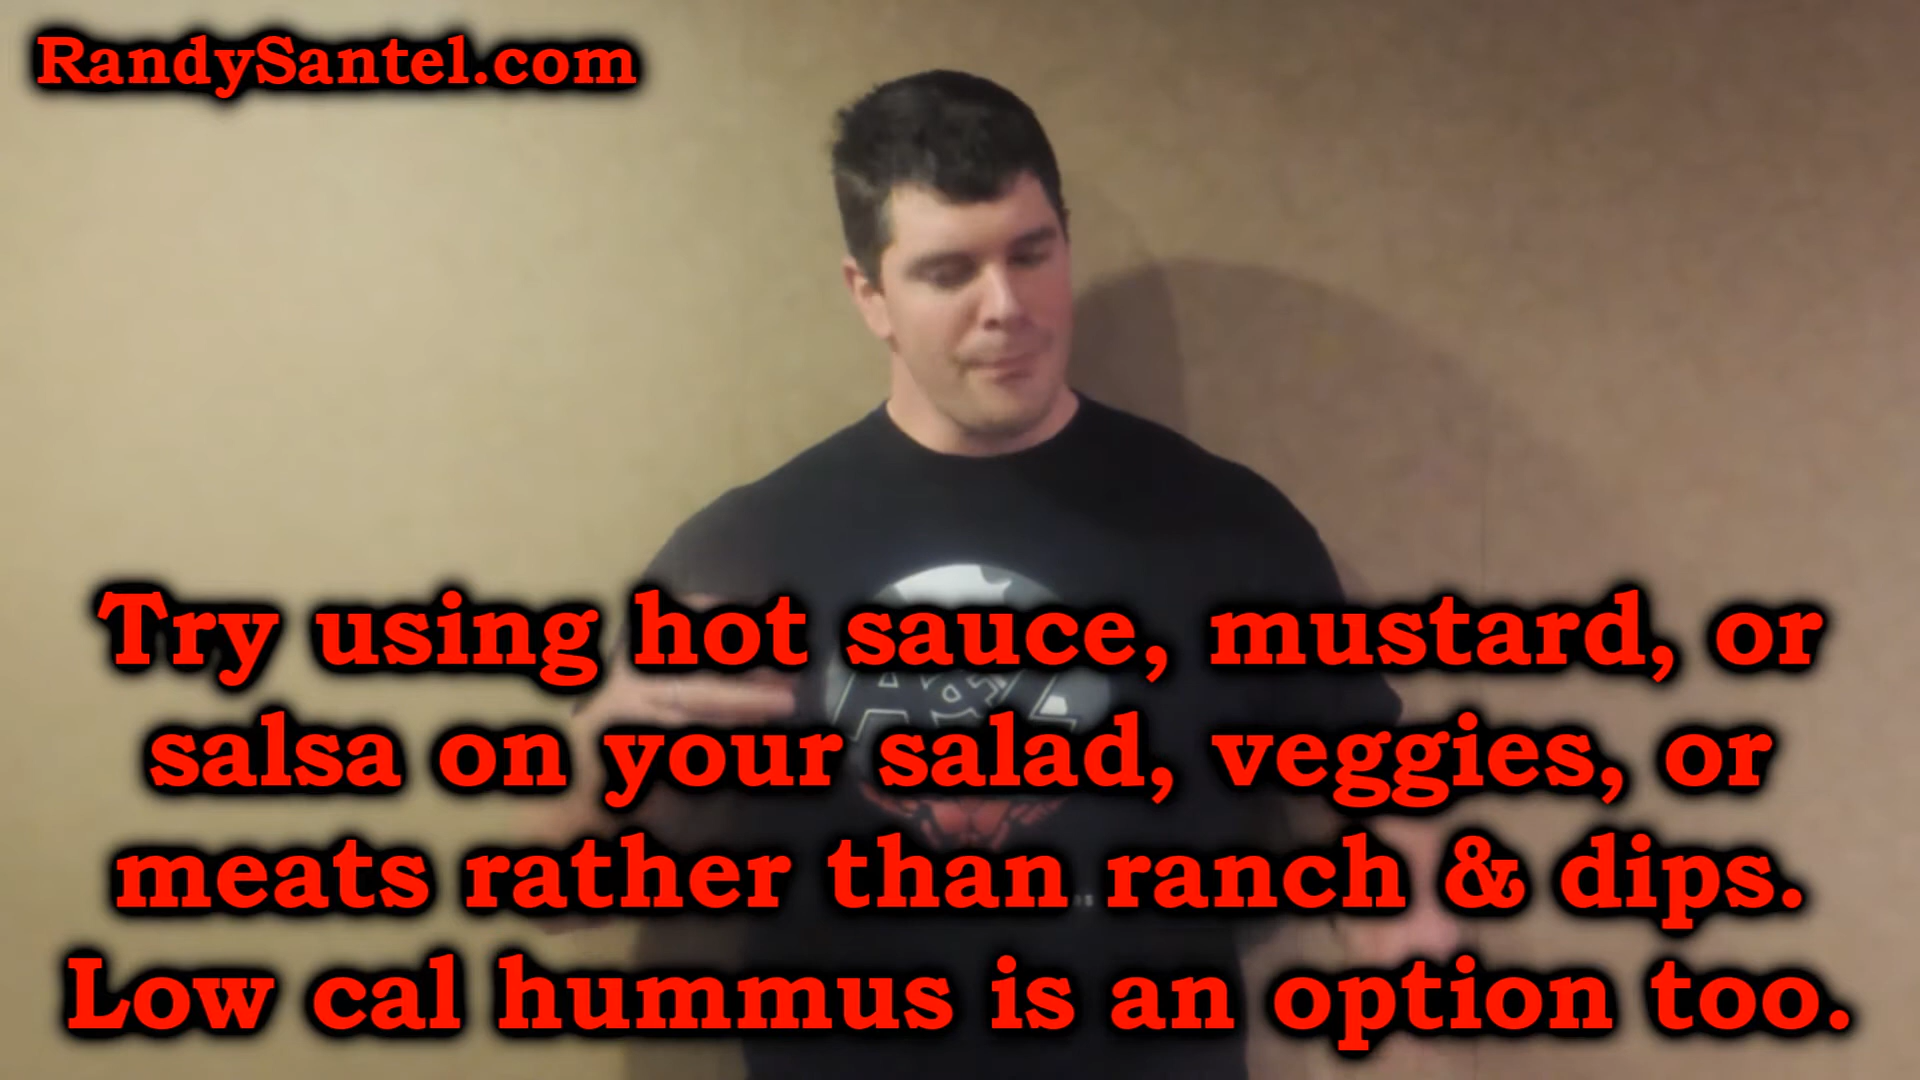 RandySantel.com
Try using hot sauce, mustard, or
salsa on your salad, veggies, or
meats rather than ranch & dips.
Low cal hummus is an option too.